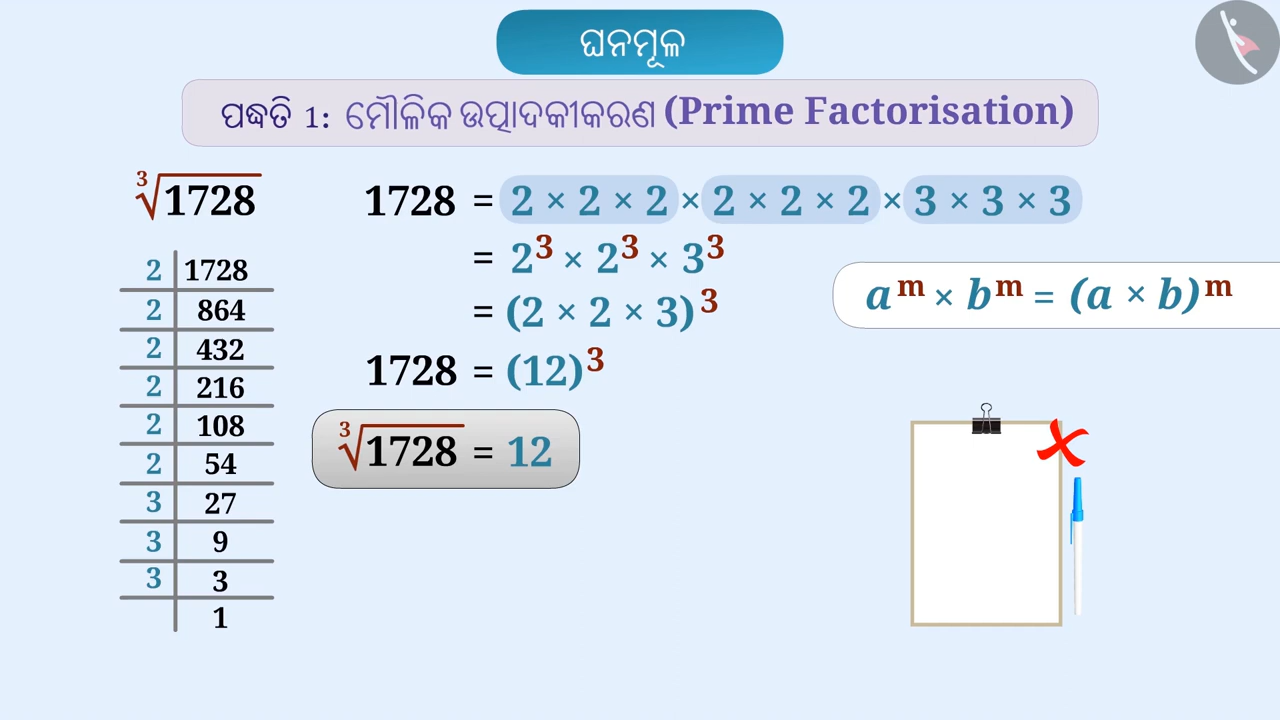 ଘନମୂଳ
ପଦ୍ଧତି 1: ମୌଳିକ ଉତ୍ପାଦକୀକରଣ (Prime Factorisation)
∛1728
1728 = 2 × 2 × 2 × 2 × 2 × 2 × 3 × 3 × 3
= 2³ × 2³ × 3³
= (2 × 2 × 3)³
1728 = (12)³
∛1728 = 12
aᵐ × bᵐ = (a × b)ᵐ
2 1728
2 864
2 432
2 216
2 108
2 54
3 27
3 9
3 3
1